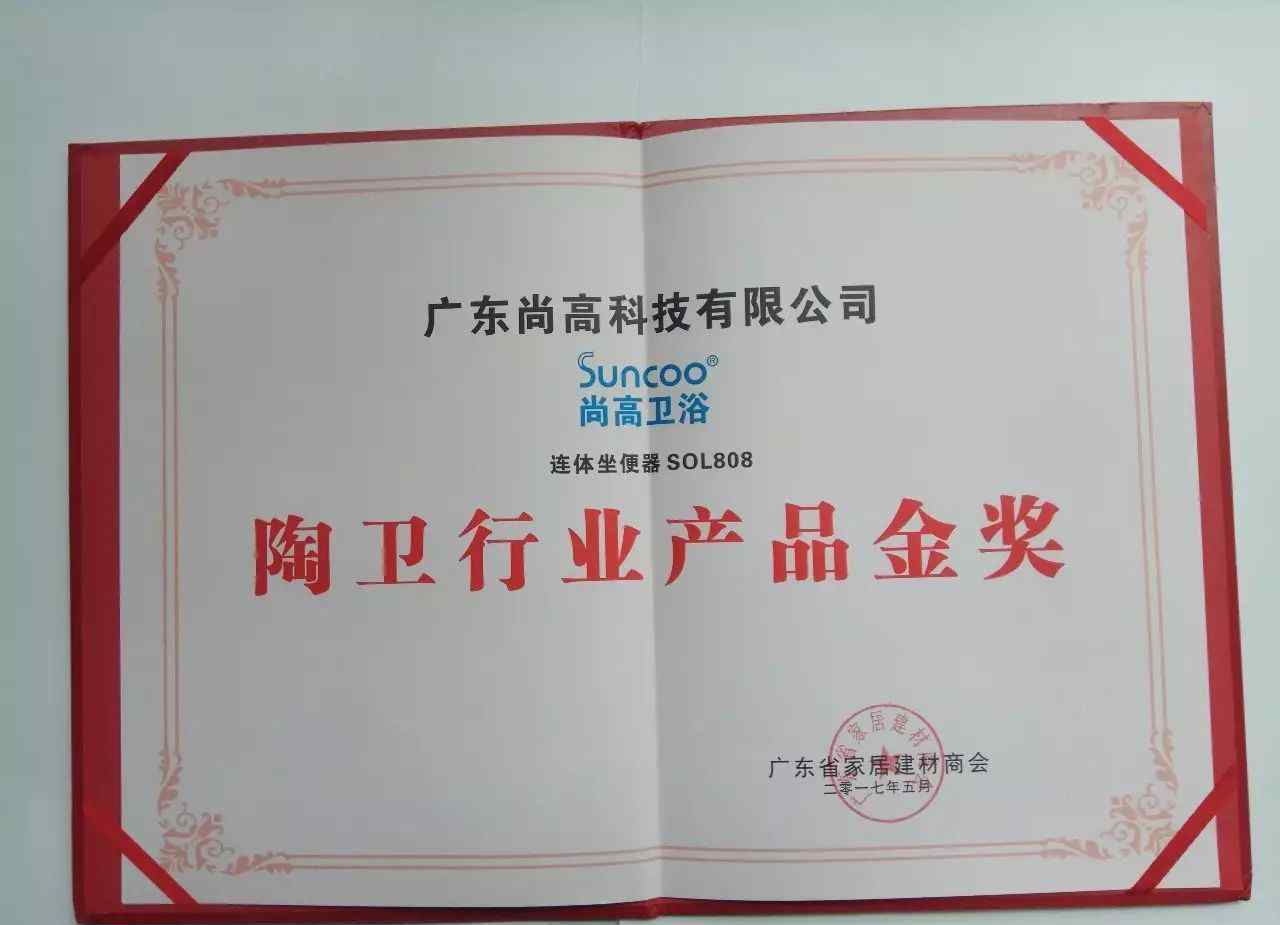 广东尚高科技有限公司
Suncoo®
尚高卫浴
连体坐便器 SOL808
陶卫行业产品金奖
广东省家居建材商会
二零一七年五月